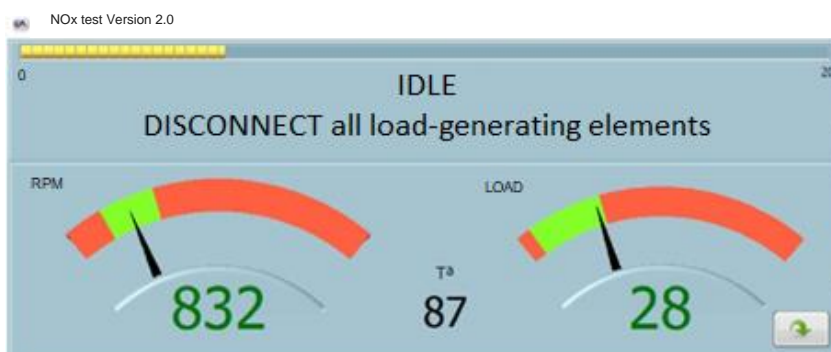 NOx test Version 2.0
0
IDLE
DISCONNECT all load-generating elements
RPM
LOAD
Tª
832
87
28